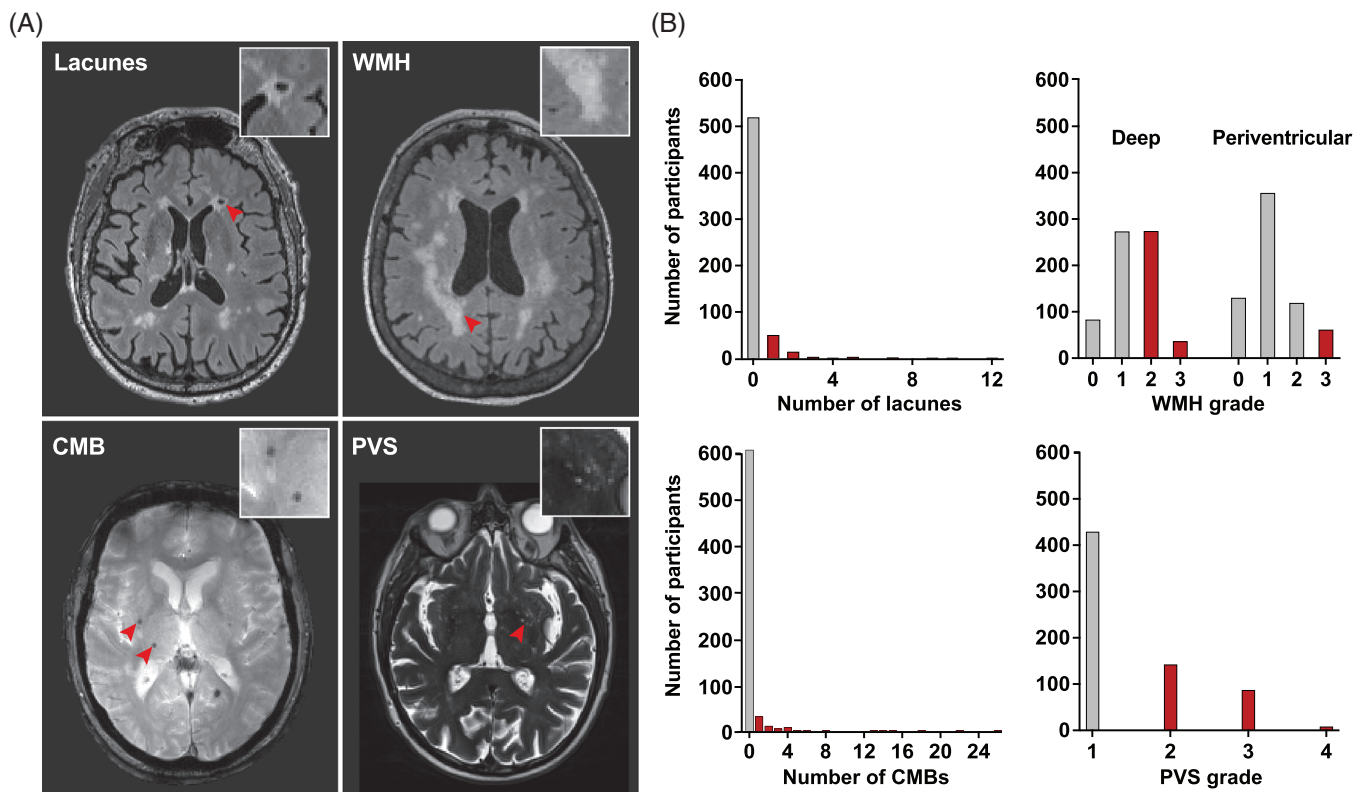 (A)
Lacunes
WMH
CMB
PVS
(B)
600
500
400
300
200
100
0
Number of participants
0 4 8 12
Number of lacunes
600
500
400
300
200
100
0
Deep Periventricular
0 1 2 3 0 1 2 3
WMH grade
600
500
400
300
600
200
100
0
Number of participants
0 4 8 12 16 20 24
Number of CMBs
600
500
400
300
200
100
0
1 2 3 4
PVS grade